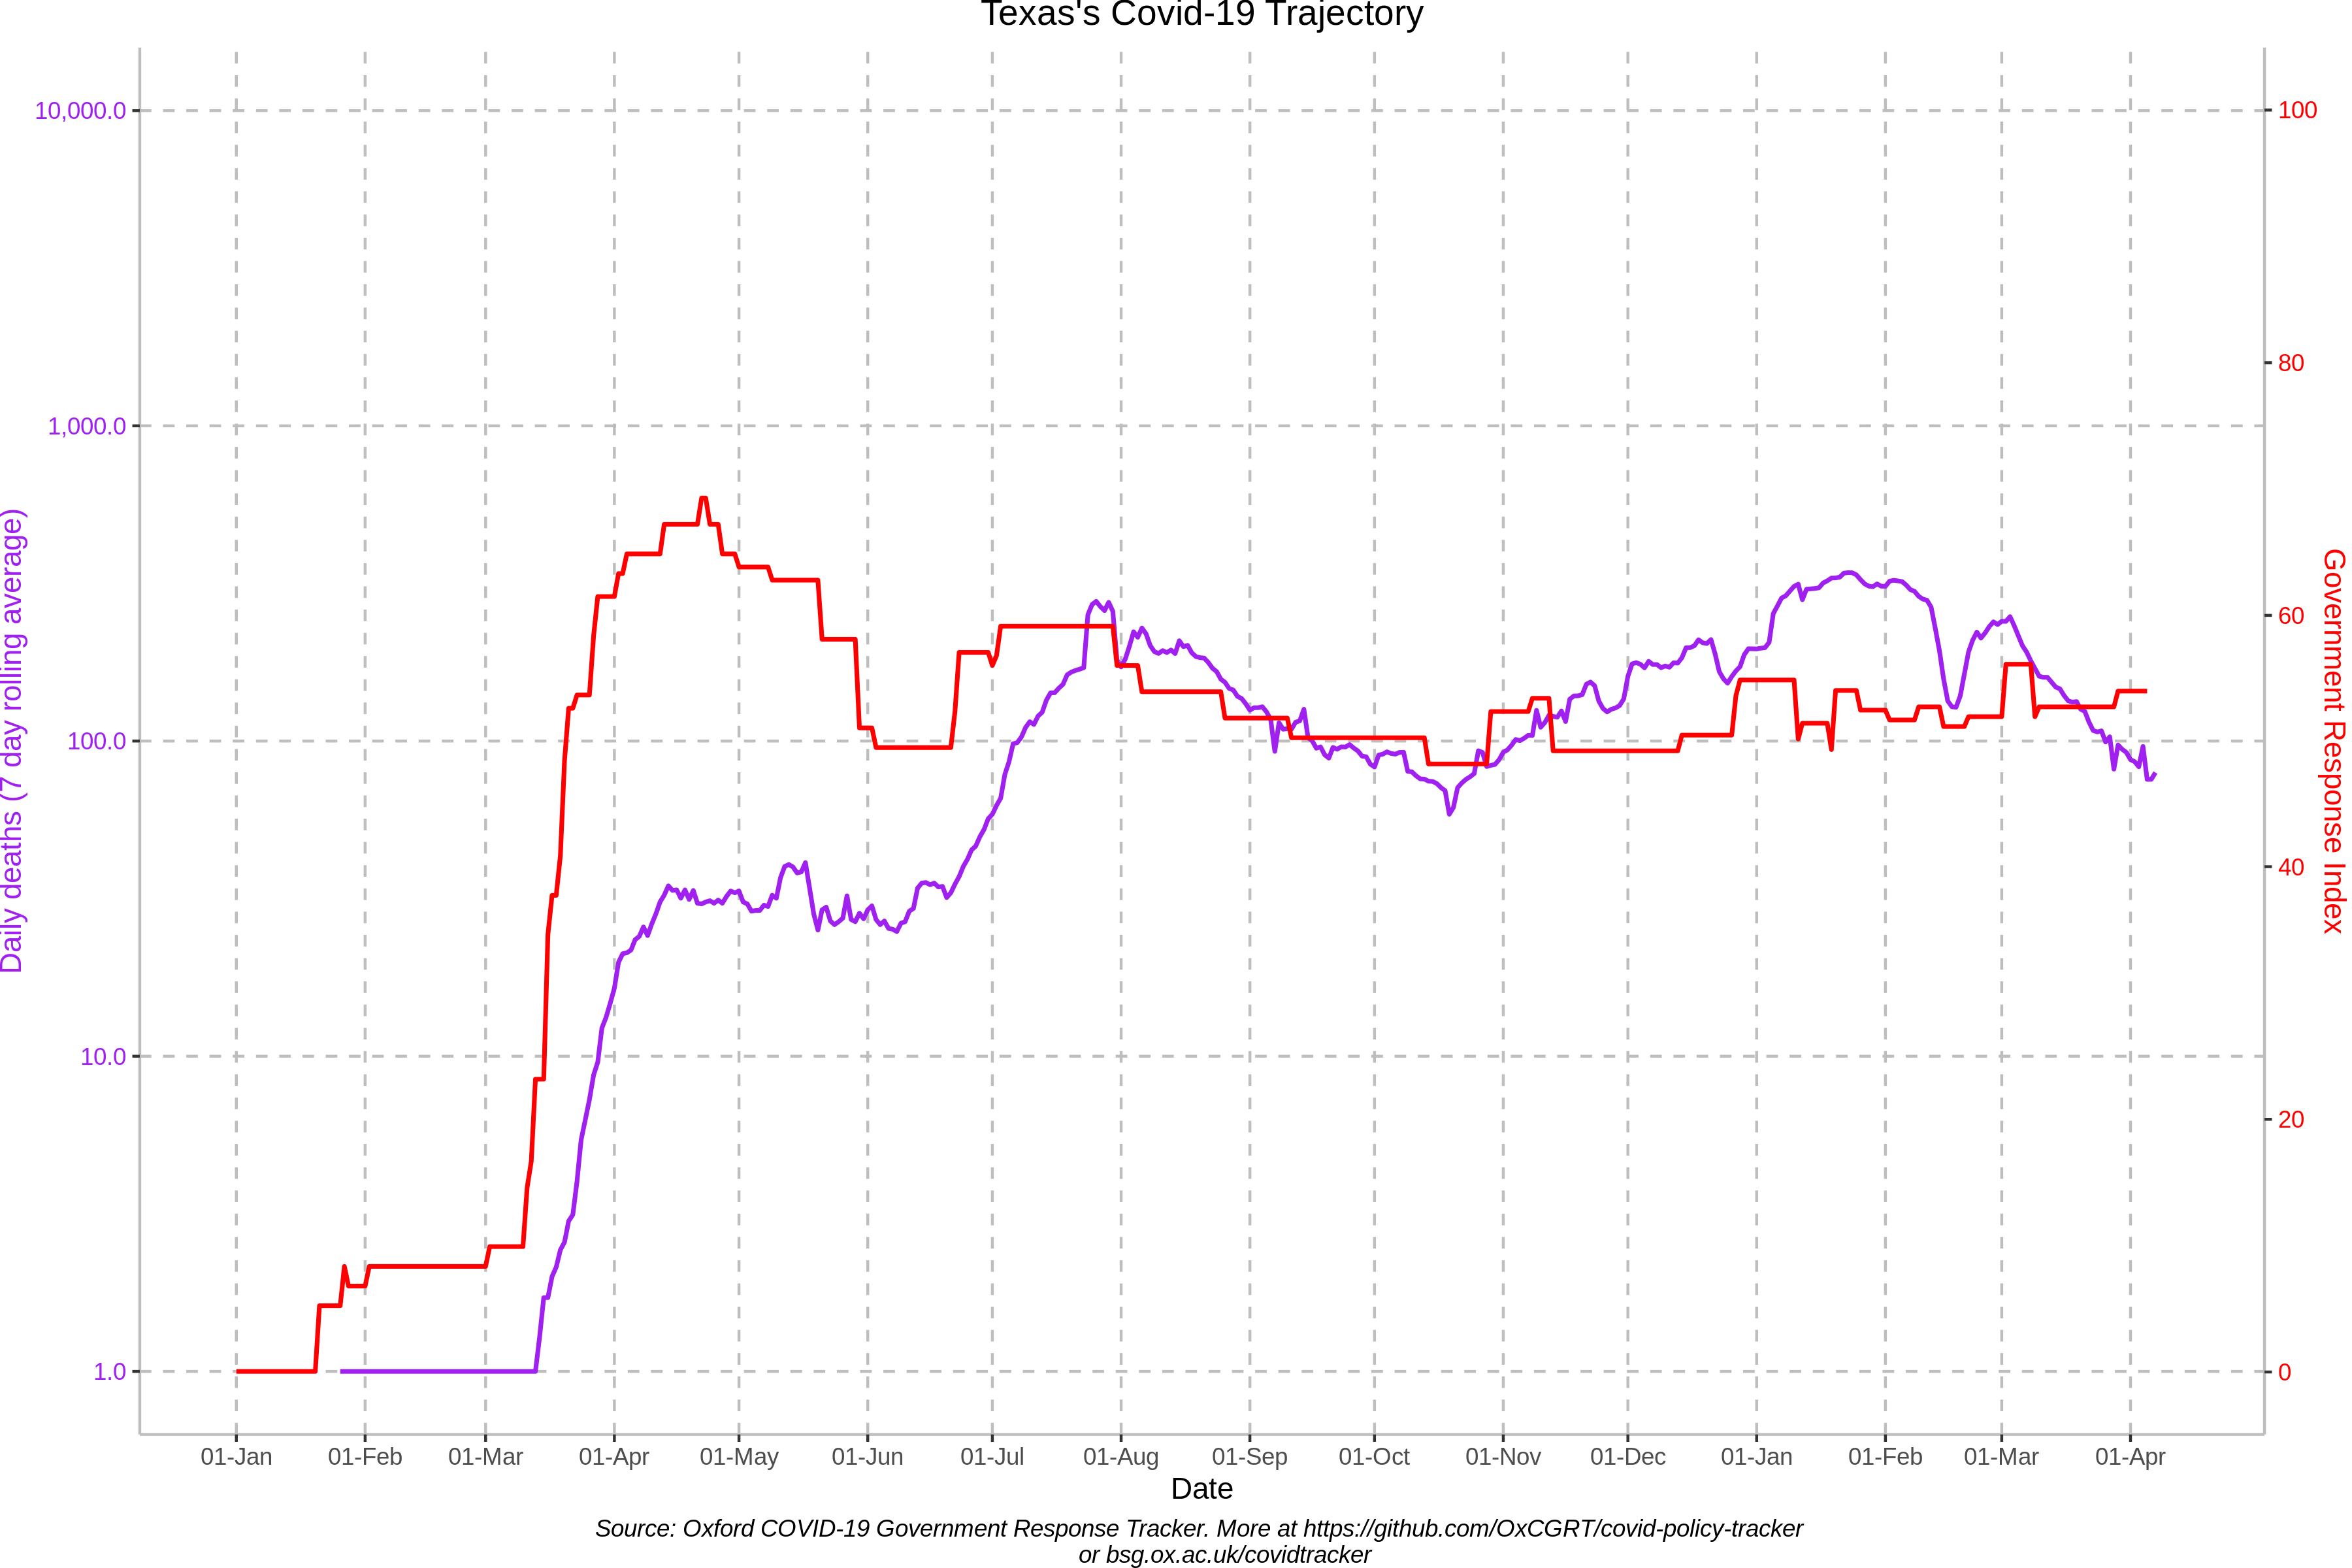 Texas's Covid-19 Trajectory
10,000.0
1,000.0
100.0
10.0
1.0
Daily deaths (7 day rolling average)
100
80
60
40
20
0
Government Response Index
01-Jan 01-Feb 01-Mar 01-Apr 01-May 01-Jun 01-Jul 01-Aug 01-Sep 01-Oct 01-Nov 01-Dec 01-Jan 01-Feb 01-Mar 01-Apr
Date
Source: Oxford COVID-19 Government Response Tracker. More at https://github.com/OxCGRT/covid-policy-tracker
or bsg.ox.ac.uk/covidtracker